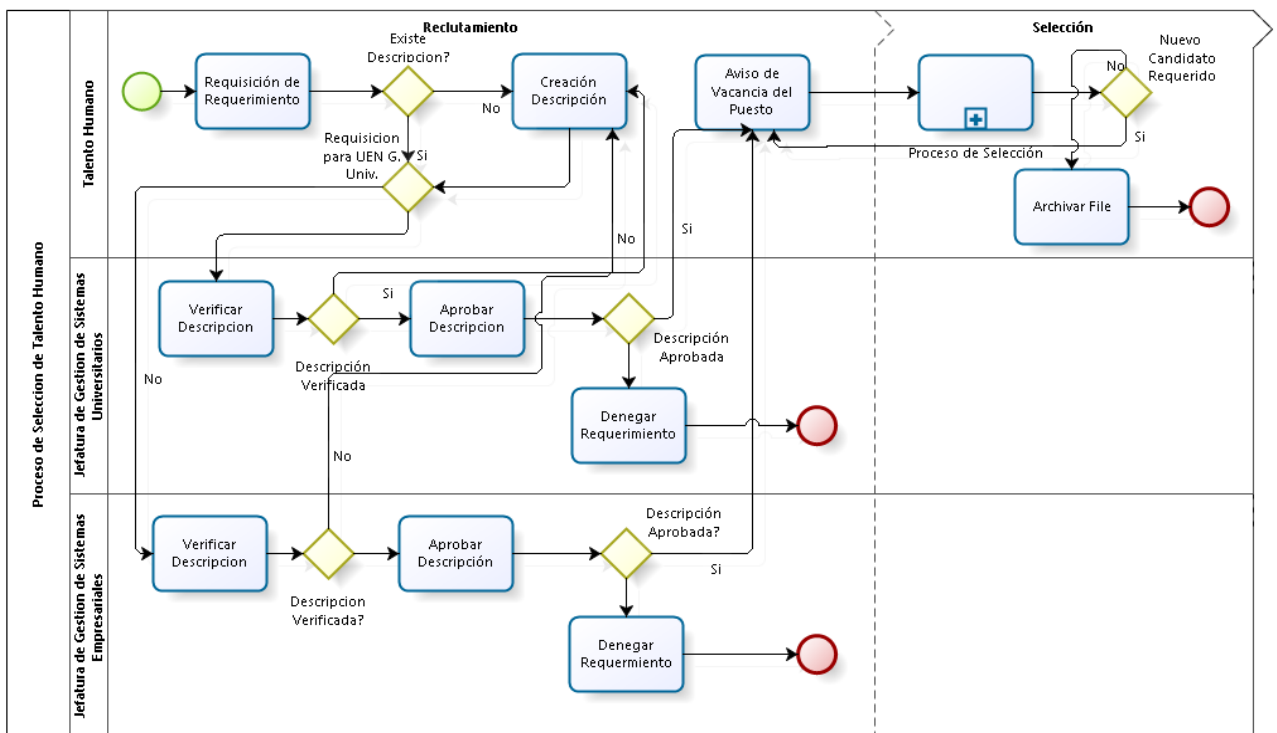 Proceso de Seleccion de Talento Humano
Reclutamiento
Selección
Talento Humano
Requisición de
Requerimiento
Existe
Descripcion?
No
Si
Creación
Descripción
Requisicion
para UEN G.
Univ.
Aviso de
Vacancia del
Puesto
Proceso de Selección
Nuevo
Candidato
Requerido
No
Si
Archivar File
Jefatura de Gestion de Sistemas
Universitarios
Verificar
Descripcion
No
Descripción
Verificada
Si
No
Aprobar
Descripcion
Descripción
Aprobada
Si
Denegar
Requerimiento
Jefatura de Gestion de Sistemas
Empresariales
Verificar
Descripcion
Descripcion
Verificada?
No
Aprobar
Descripción
Descripción
Aprobada?
Si
Denegar
Requermiento